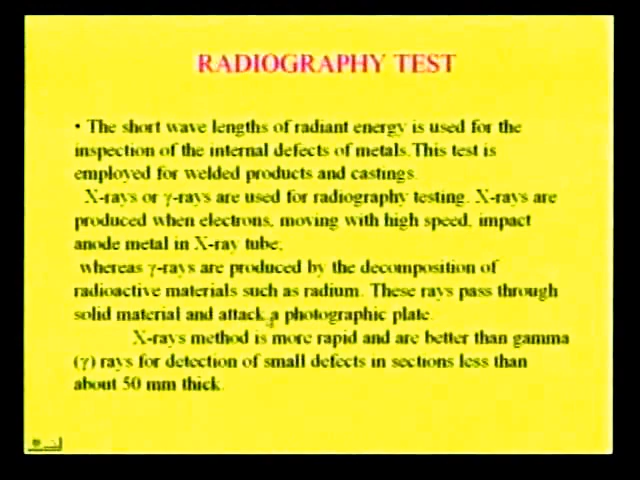 RADIOGRAPHY TEST
• The short wave lengths of radiant energy is used for the
inspection of the internal defects of metals.This test is
employed for welded products and castings.
X-rays or γ-rays are used for radiography testing. X-rays are
produced when electrons, moving with high speed, impact
anode metal in X-ray tube;
whereas γ-rays are produced by the decomposition of
radioactive materials such as radium. These rays pass through
solid material and attack a photographic plate.
X-rays method is more rapid and are better than gamma
(γ) rays for detection of small defects in sections less than
about 50 mm thick.